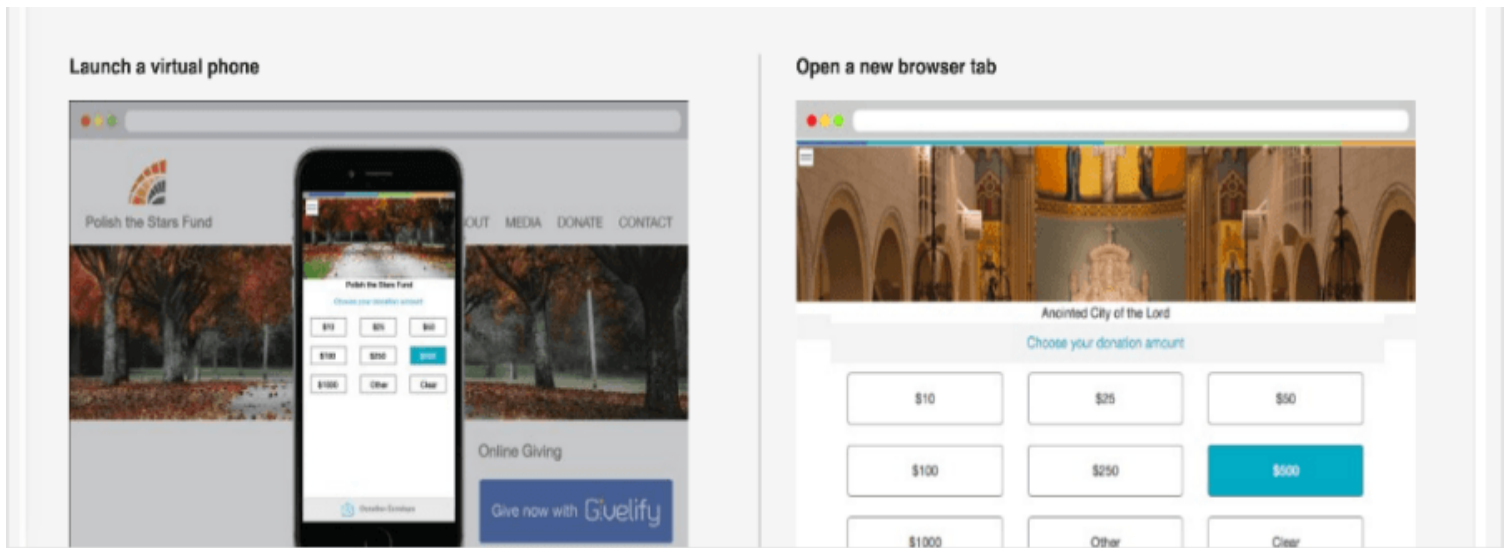 Launch a virtual phone
Polish the Stars Fund
OUT MEDIA DONATE CONTACT
Polish the Stars Fund
Choose your donation amount
$10 $25 $50
$100 $250 $500
$1000 Other Clear
Online Giving
Give now with Givelify
Open a new browser tab
Anointed City of the Lord
Choose your donation amount
$10 $25 $50
$100 $250 $500
$1000 Other Clear